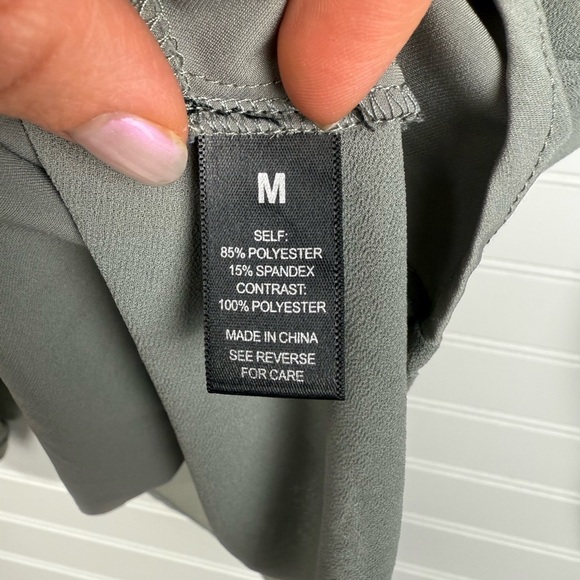 M
SELF:
85% POLYESTER
15% SPANDEX
CONTRAST:
100% POLYESTER
MADE IN CHINA
SEE REVERSE
FOR CARE